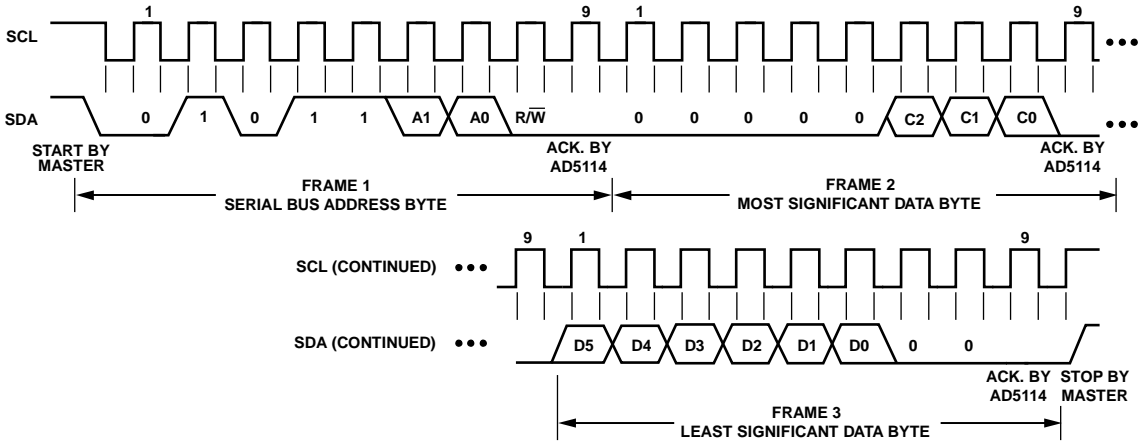 1 9 1 9
SCL
SDA 0 1 0 1 1 A1 A0 R/W̅ 0 0 0 0 0 C2 C1 C0
START BY
MASTER
ACK. BY
AD5114
ACK. BY
AD5114
FRAME 1
SERIAL BUS ADDRESS BYTE
FRAME 2
MOST SIGNIFICANT DATA BYTE
9 1 9
SCL (CONTINUED)
SDA (CONTINUED) D5 D4 D3 D2 D1 D0 0 0
ACK. BY
AD5114
STOP BY
MASTER
FRAME 3
LEAST SIGNIFICANT DATA BYTE